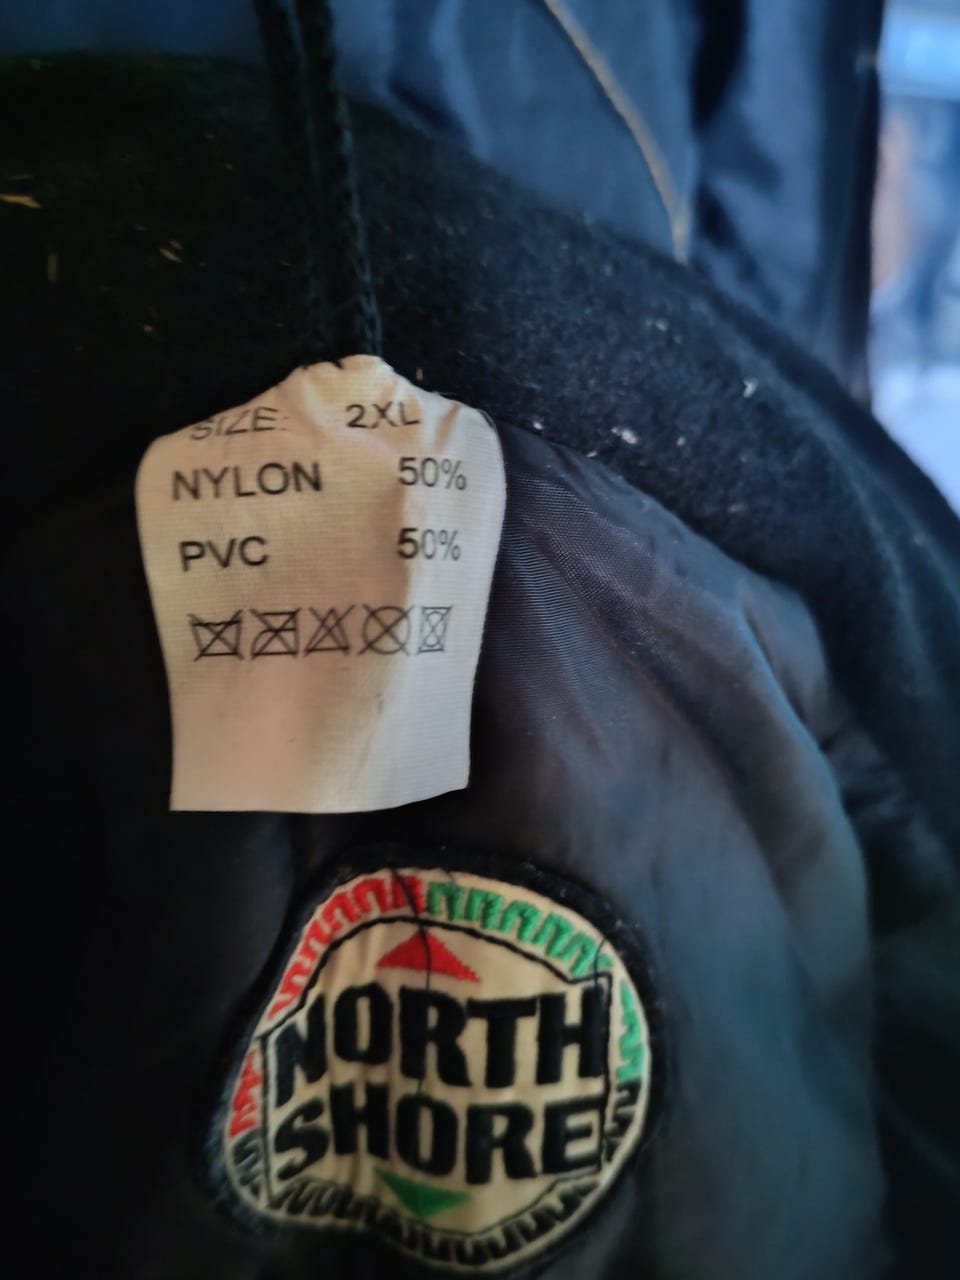 SIZE: 2XL
NYLON 50%
PVC 50%
NORTH
SHORE